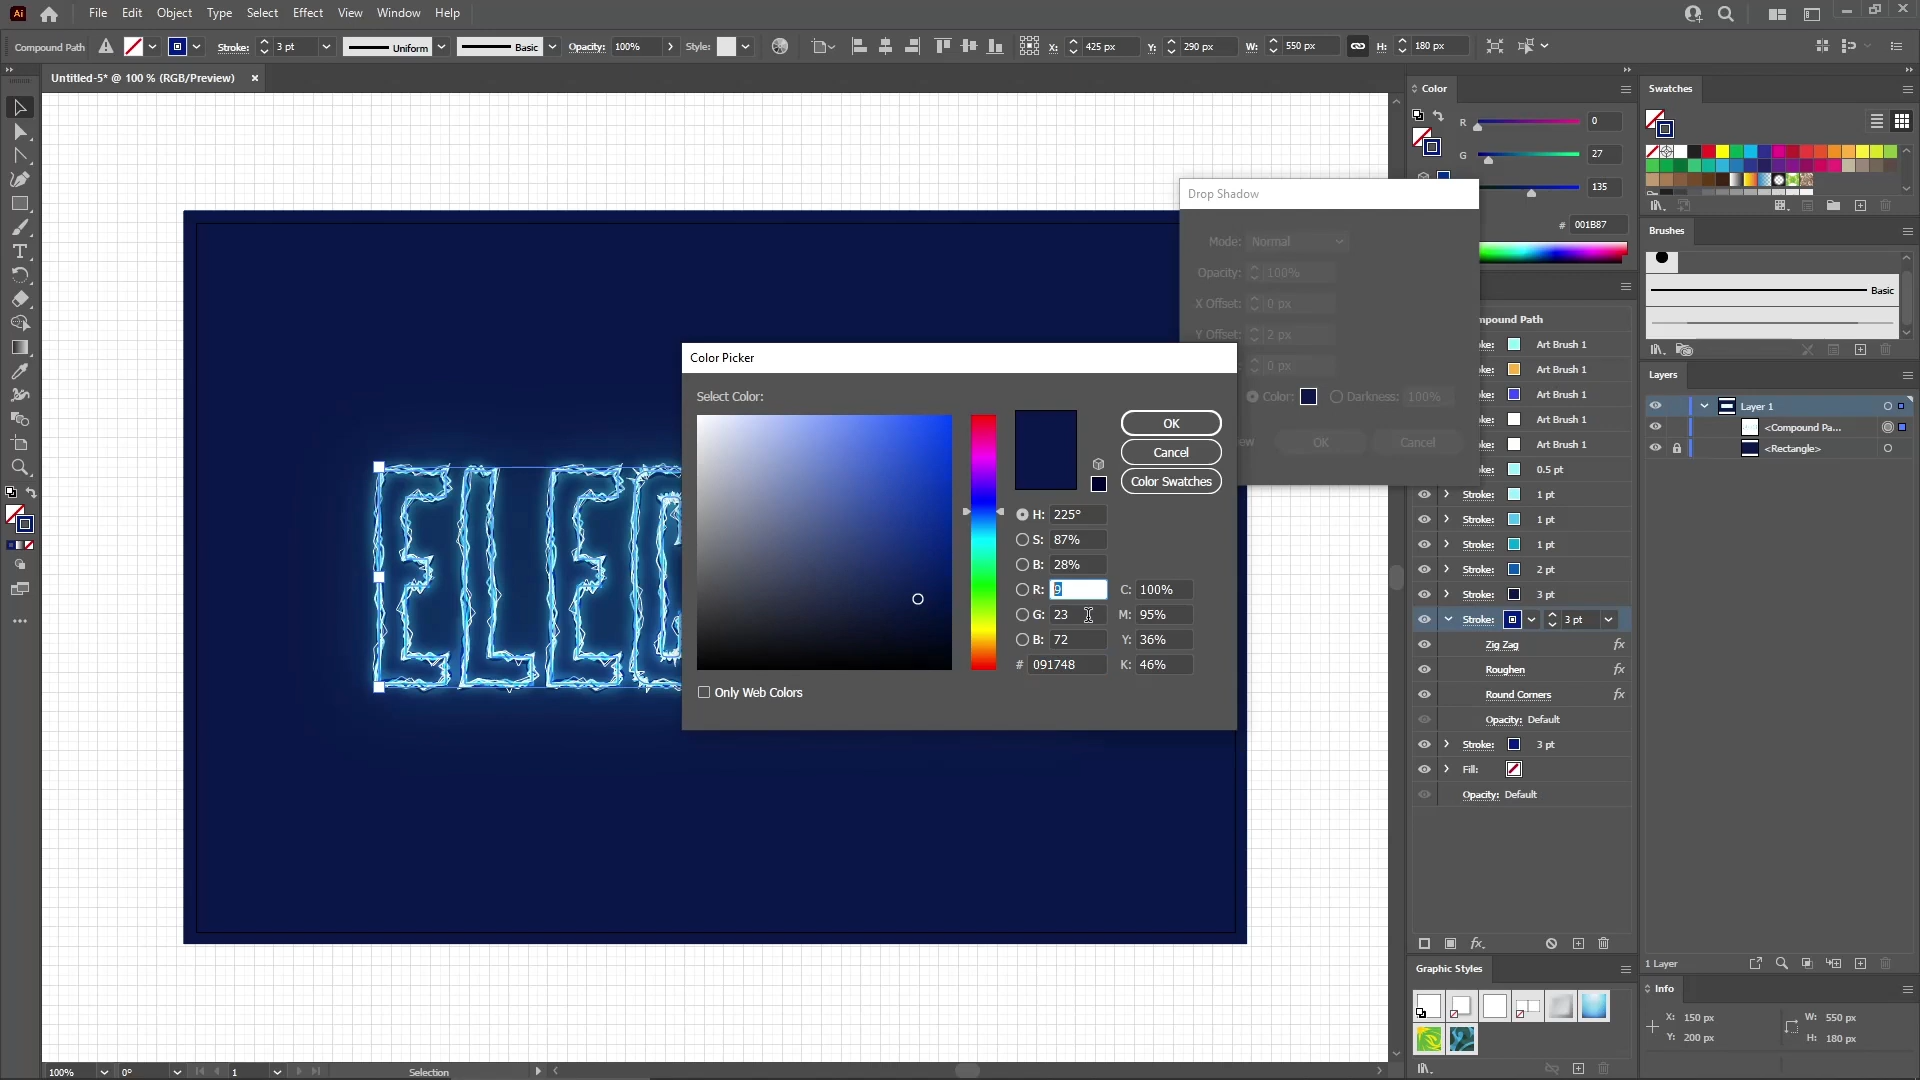 Ai File Edit Object Type Select Effect View Window Help
Compound Path Stroke: 3 pt Uniform Basic Opacity: 100% Style: X: 425 px Y: 290 px W: 550 px H: 180 px
Untitled-5* @ 100 % (RGB/Preview) ×
Color
R 0
G 27
135
# 001B87
Swatches
Brushes
Basic
Layers
Layer 1
<Compound Pa...
<Rectangle>
1 Layer
Info
X: 150 px W: 550 px
Y: 200 px H: 180 px
Drop Shadow
Mode: Normal
Opacity: 100%
X Offset: 0 px
Y Offset: 2 px
0 px
Color: Darkness: 100%
OK Cancel
Color Picker
Select Color:
OK
Cancel
Color Swatches
H: 225°
S: 87%
B: 28%
R: 9 C: 100%
G: 23 M: 95%
B: 72 Y: 36%
# 091748 K: 46%
Only Web Colors
ELEC
Art Brush 1
Art Brush 1
Art Brush 1
Art Brush 1
Art Brush 1
0.5 pt
Stroke: 1 pt
Stroke: 1 pt
Stroke: 1 pt
Stroke: 2 pt
Stroke: 3 pt
Stroke: 3 pt
Zig Zag fx
Roughen fx
Round Corners fx
Opacity: Default
Stroke: 3 pt
Fill:
Opacity: Default
fx.
Graphic Styles
100% 0° 1 Selection